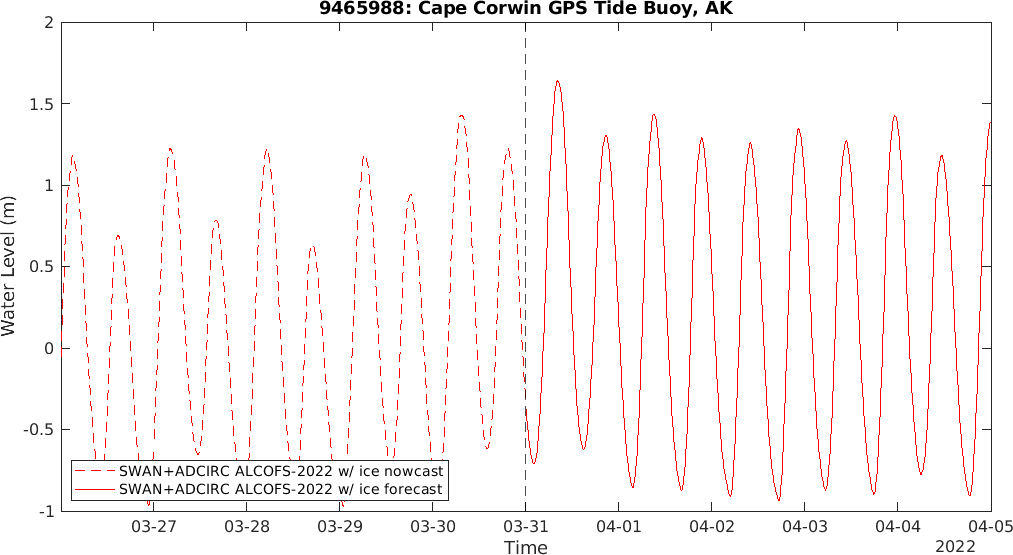 9465988: Cape Corwin GPS Tide Buoy, AK
2
1.5
1
0.5
0
-0.5
-1
Water Level (m)
SWAN+ADCIRC ALCOFS-2022 w/ ice nowcast
SWAN+ADCIRC ALCOFS-2022 w/ ice forecast
03-27 03-28 03-29 03-30 03-31 04-01 04-02 04-03 04-04 04-05
Time
2022